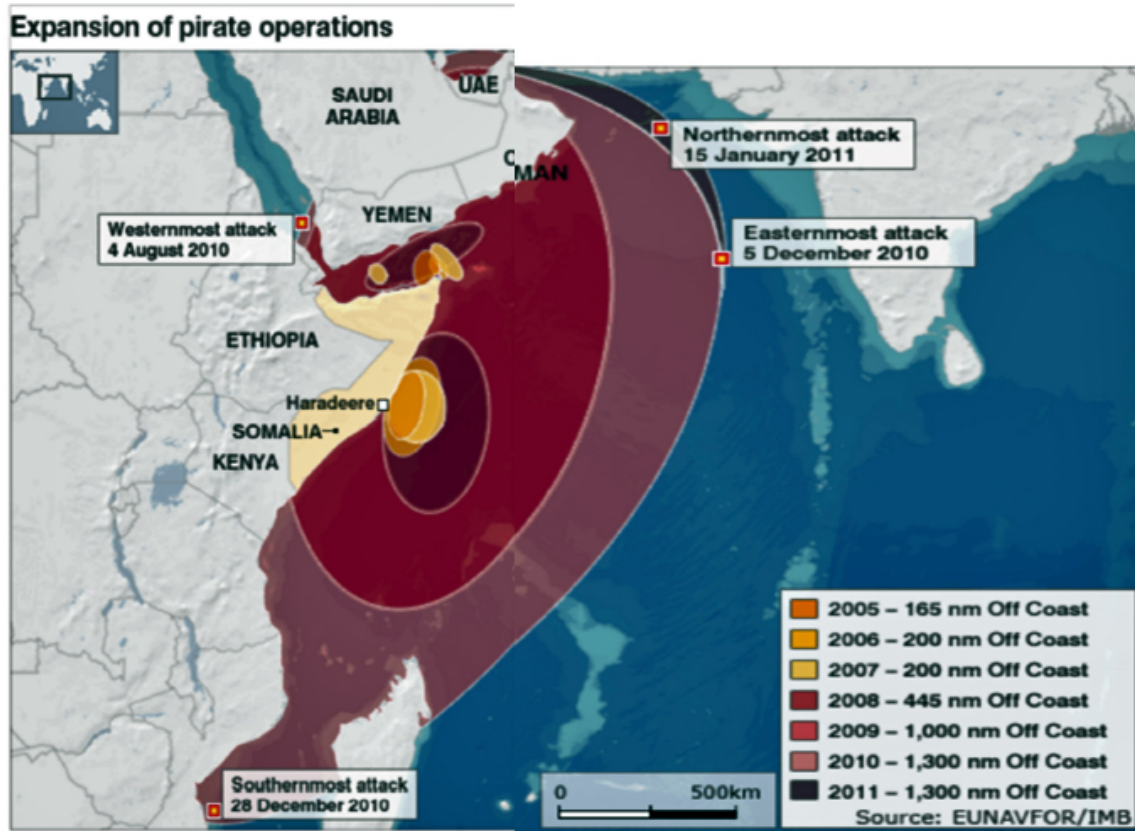 Expansion of pirate operations
UAE
SAUDI
ARABIA
OMAN
Northernmost attack
15 January 2011
YEMEN
Westernmost attack
4 August 2010
Easternmost attack
5 December 2010
ETHIOPIA
Haradeere
SOMALIA
KENYA
2005 – 165 nm Off Coast
2006 – 200 nm Off Coast
2007 – 200 nm Off Coast
2008 – 445 nm Off Coast
2009 – 1,000 nm Off Coast
2010 – 1,300 nm Off Coast
2011 – 1,300 nm Off Coast
Southernmost attack
28 December 2010
0 500km
Source: EUNAVFOR/IMB